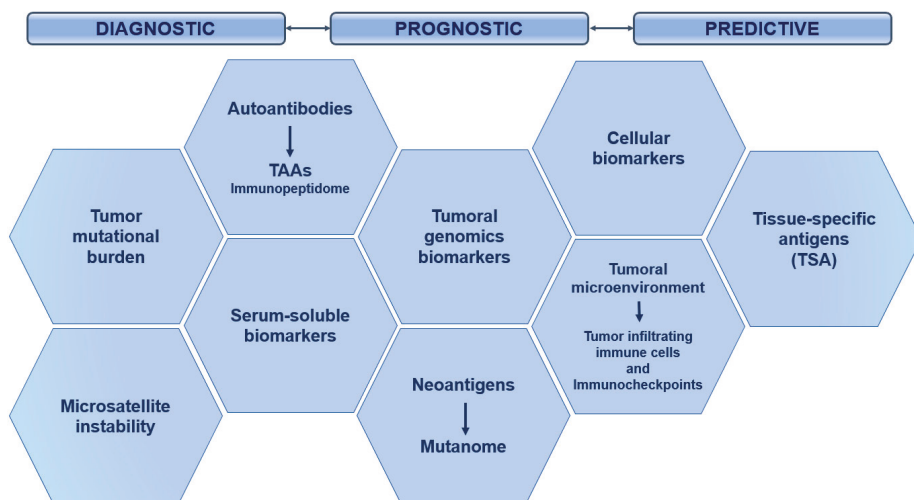 DIAGNOSTIC
PROGNOSTIC
PREDICTIVE
Autoantibodies
TAAs
Immunopeptidome
Cellular
biomarkers
Tumor
mutational
burden
Tumoral
genomics
biomarkers
Tissue-specific
antigens
(TSA)
Serum-soluble
biomarkers
Tumoral
microenvironment
Tumor infiltrating
immune cells
and
Immunocheckpoints
Microsatellite
instability
Neoantigens
Mutanome